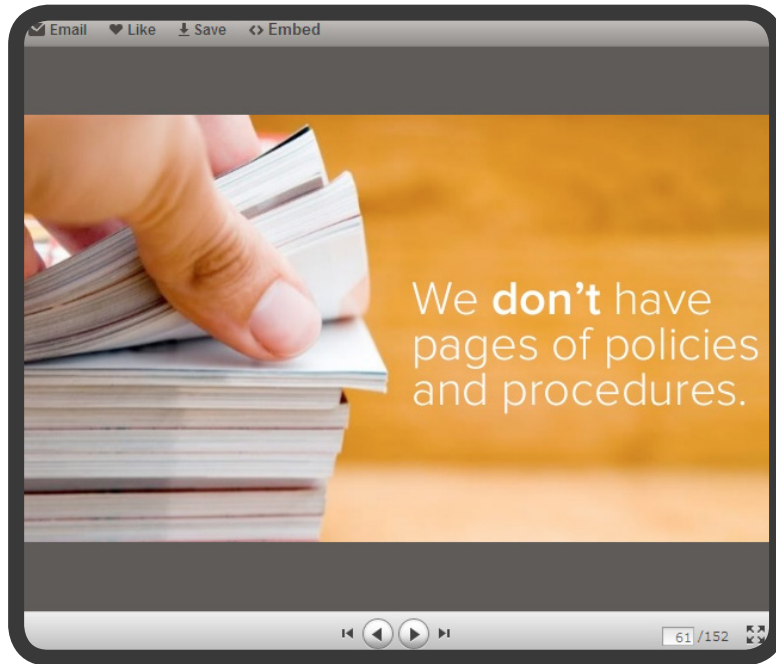 Email Like Save <> Embed
We don't have
pages of policies
and procedures.
61 /152